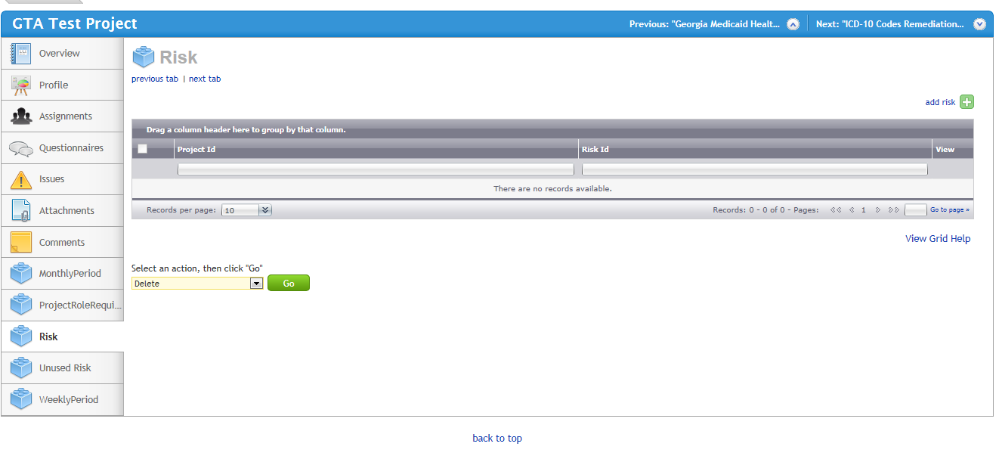 GTA Test Project
Previous: "Georgia Medicaid Healt...
Next: "ICD-10 Codes Remediation...
Overview
Profile
Assignments
Questionnaires
Issues
Attachments
Comments
MonthlyPeriod
ProjectRoleRequi...
Risk
Unused Risk
WeeklyPeriod
Risk
previous tab | next tab
add risk
Drag a column header here to group by that column.
Project Id Risk Id View
There are no records available.
Records per page: 10 Records: 0 - 0 of 0 - Pages: 1 Go to page »
View Grid Help
Select an action, then click "Go"
Delete Go
back to top